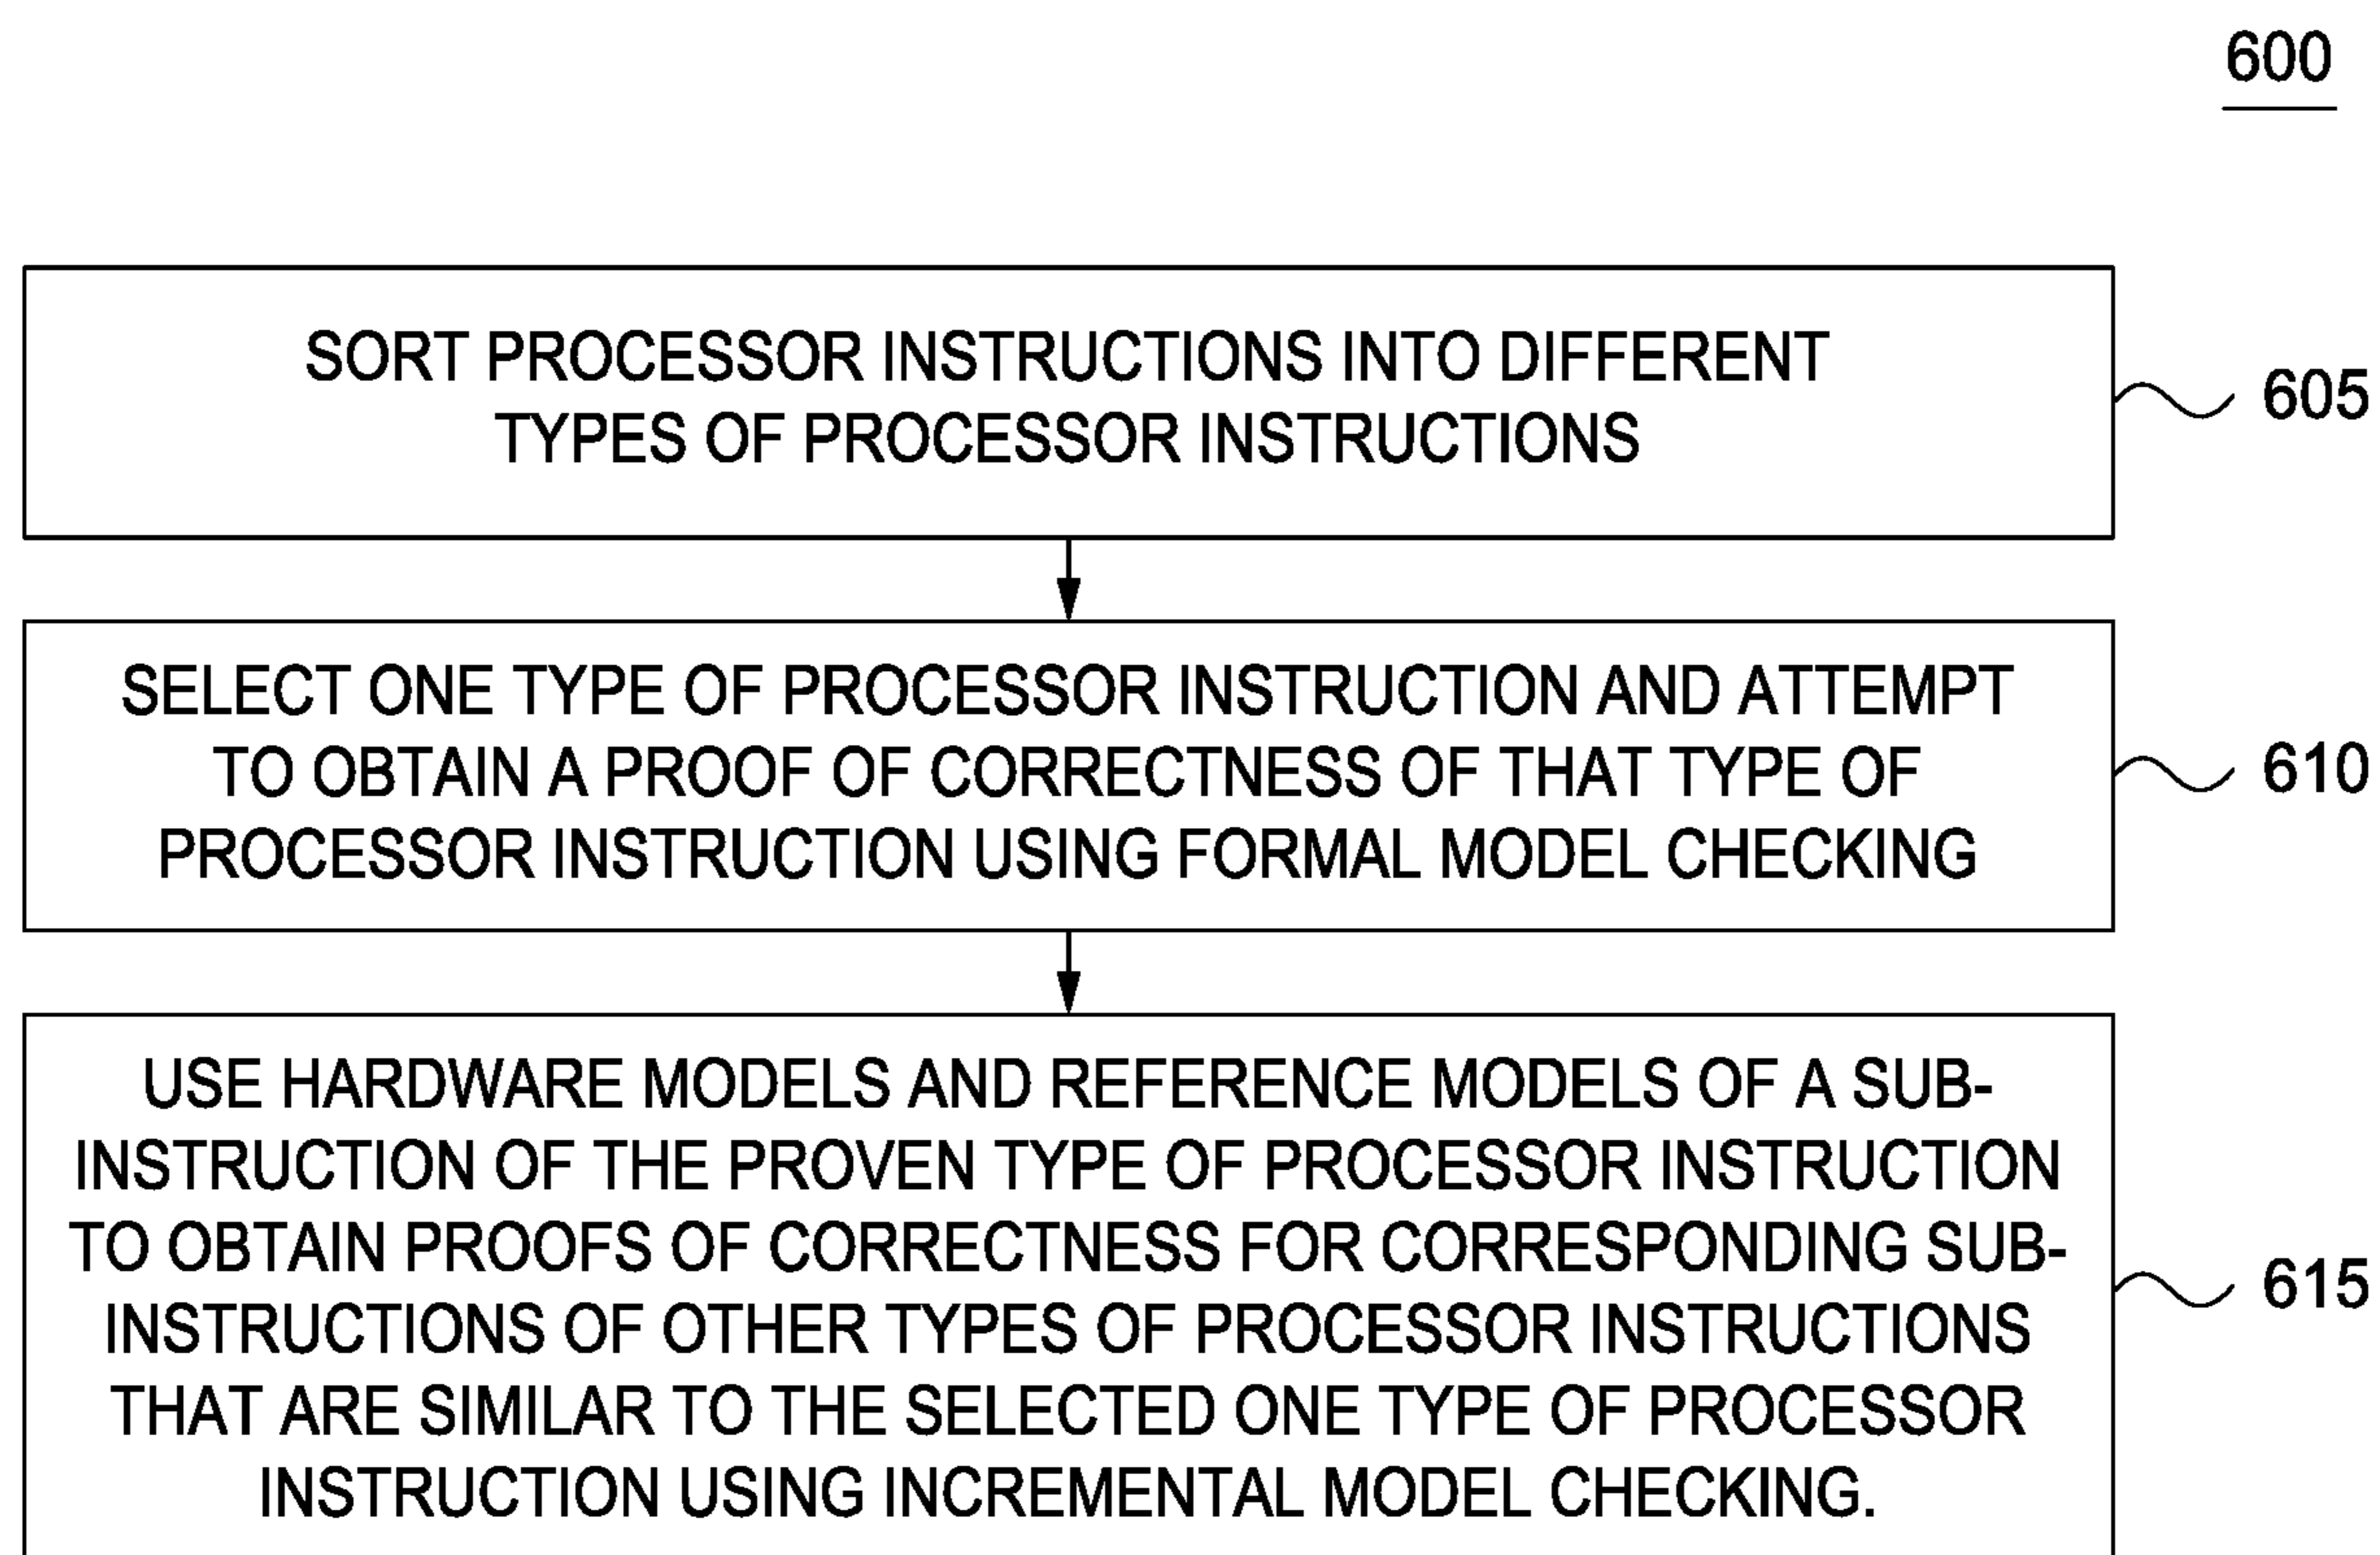 600
SORT PROCESSOR INSTRUCTIONS INTO DIFFERENT
TYPES OF PROCESSOR INSTRUCTIONS
605
SELECT ONE TYPE OF PROCESSOR INSTRUCTION AND ATTEMPT
TO OBTAIN A PROOF OF CORRECTNESS OF THAT TYPE OF
PROCESSOR INSTRUCTION USING FORMAL MODEL CHECKING
610
USE HARDWARE MODELS AND REFERENCE MODELS OF A SUB-
INSTRUCTION OF THE PROVEN TYPE OF PROCESSOR INSTRUCTION
TO OBTAIN PROOFS OF CORRECTNESS FOR CORRESPONDING SUB-
INSTRUCTIONS OF OTHER TYPES OF PROCESSOR INSTRUCTIONS
THAT ARE SIMILAR TO THE SELECTED ONE TYPE OF PROCESSOR
INSTRUCTION USING INCREMENTAL MODEL CHECKING.
615